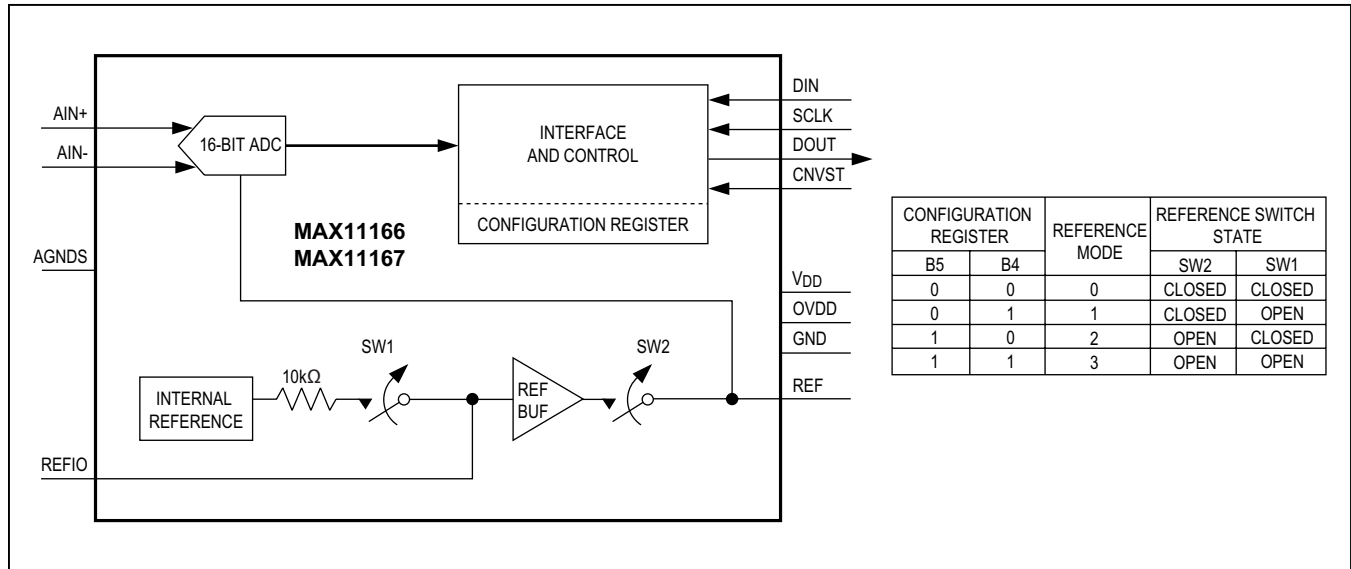 AIN+
AIN-
16-BIT ADC
INTERFACE
AND CONTROL
CONFIGURATION REGISTER
DIN
SCLK
DOUT
CNVST
MAX11166
MAX11167
AGNDS
VDD
OVDD
GND
REF
SW1
SW2
10kΩ
INTERNAL
REFERENCE
REF
BUF
REFIO
CONFIGURATION
REGISTER
REFERENCE
MODE
REFERENCE SWITCH
STATE
B5 B4 SW2 SW1
0 0 0 CLOSED CLOSED
0 1 1 CLOSED OPEN
1 0 2 OPEN CLOSED
1 1 3 OPEN OPEN